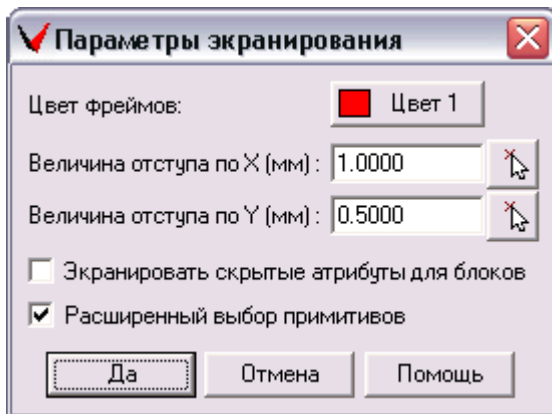 Параметры экранирования
Цвет фреймов: Цвет 1
Величина отступа по X (мм) : 1.0000
Величина отступа по Y (мм) : 0.5000
Экранировать скрытые атрибуты для блоков
Расширенный выбор примитивов
Да Отмена Помощь